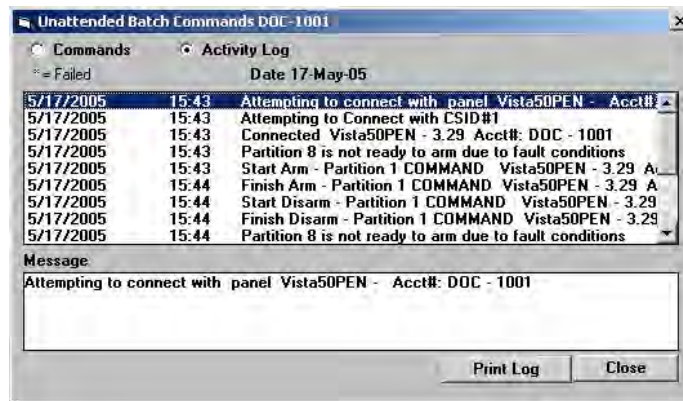 Unattended Batch Commands DOC-1001
Commands Activity Log
* = Failed Date 17-May-05
5/17/2005 15:43 Attempting to connect with panel Vista50PEN - Acct#:
5/17/2005 15:43 Attempting to Connect with CSID#1
5/17/2005 15:43 Connected Vista50PEN - 3.29 Acct#: DOC - 1001
5/17/2005 15:43 Partition 8 is not ready to arm due to fault conditions
5/17/2005 15:43 Start Arm - Partition 1 COMMAND Vista50PEN - 3.29
5/17/2005 15:44 Finish Arm - Partition 1 COMMAND Vista50PEN - 3.29 A
5/17/2005 15:44 Start Disarm - Partition 1 COMMAND Vista50PEN - 3.29
5/17/2005 15:44 Finish Disarm - Partition 1 COMMAND Vista50PEN - 3.29
5/17/2005 15:44 Partition 8 is not ready to arm due to fault conditions
Message
Attempting to connect with panel Vista50PEN - Acct#: DOC - 1001
Print Log Close